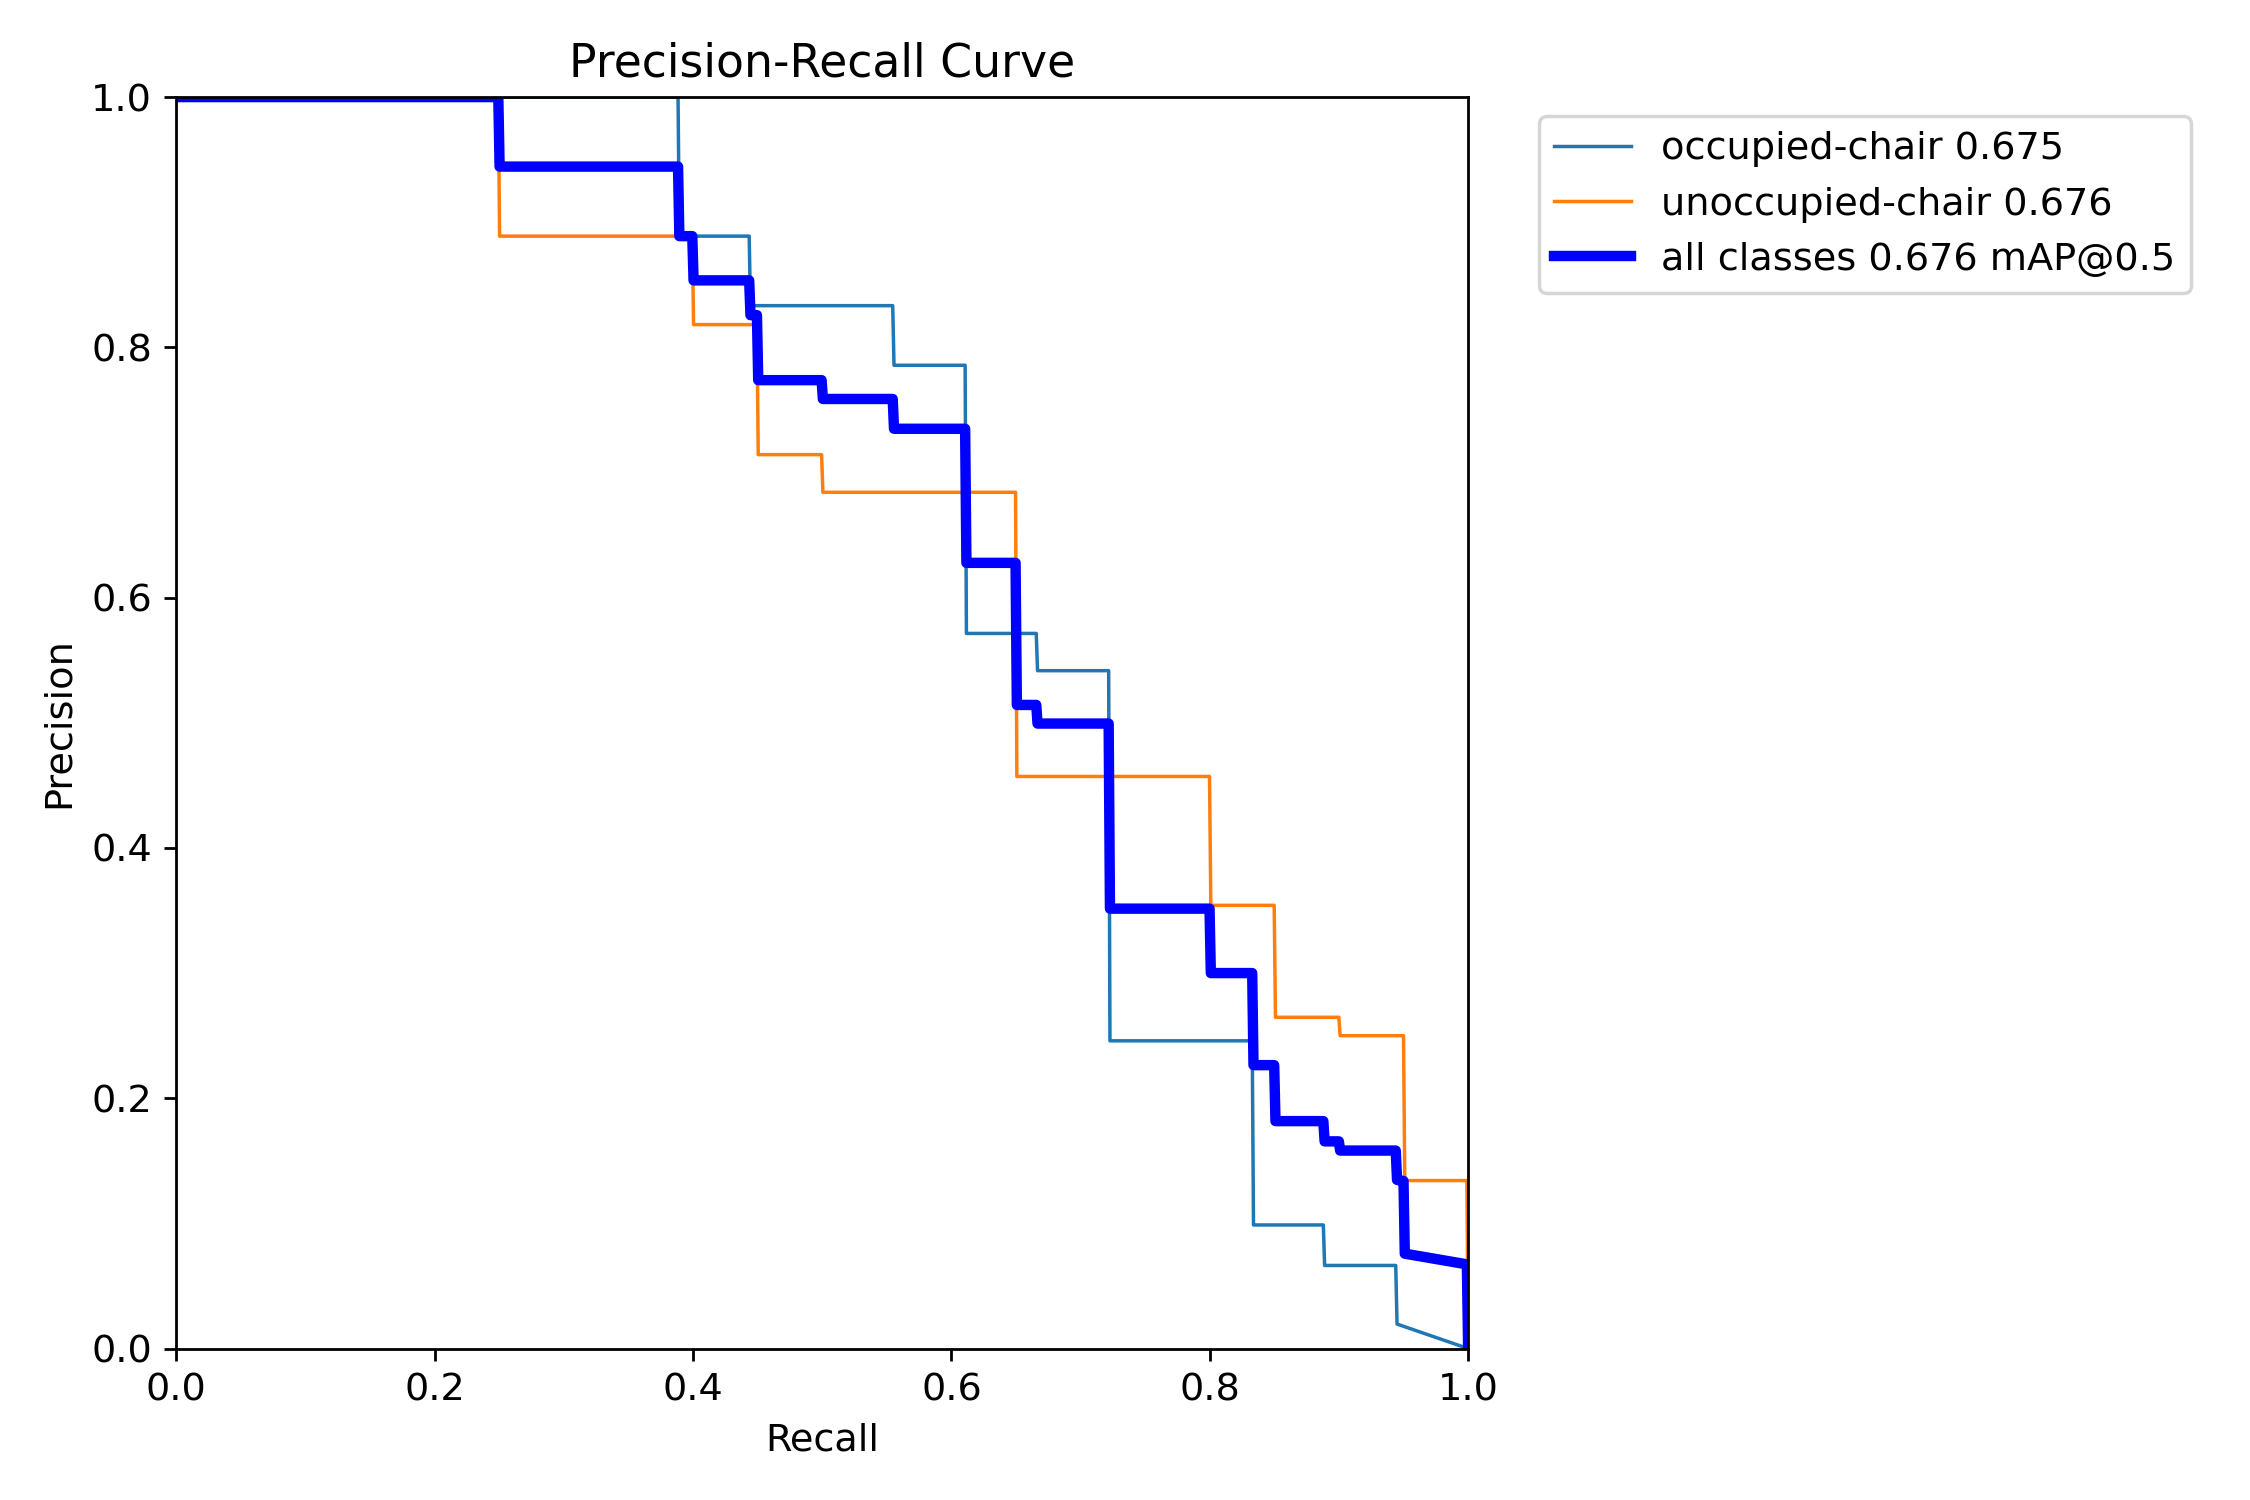 Precision-Recall Curve
1.0
0.8
0.6
0.4
0.2
0.0
Precision
0.0 0.2 0.4 0.6 0.8 1.0
Recall
occupied-chair 0.675
unoccupied-chair 0.676
all classes 0.676 mAP@0.5